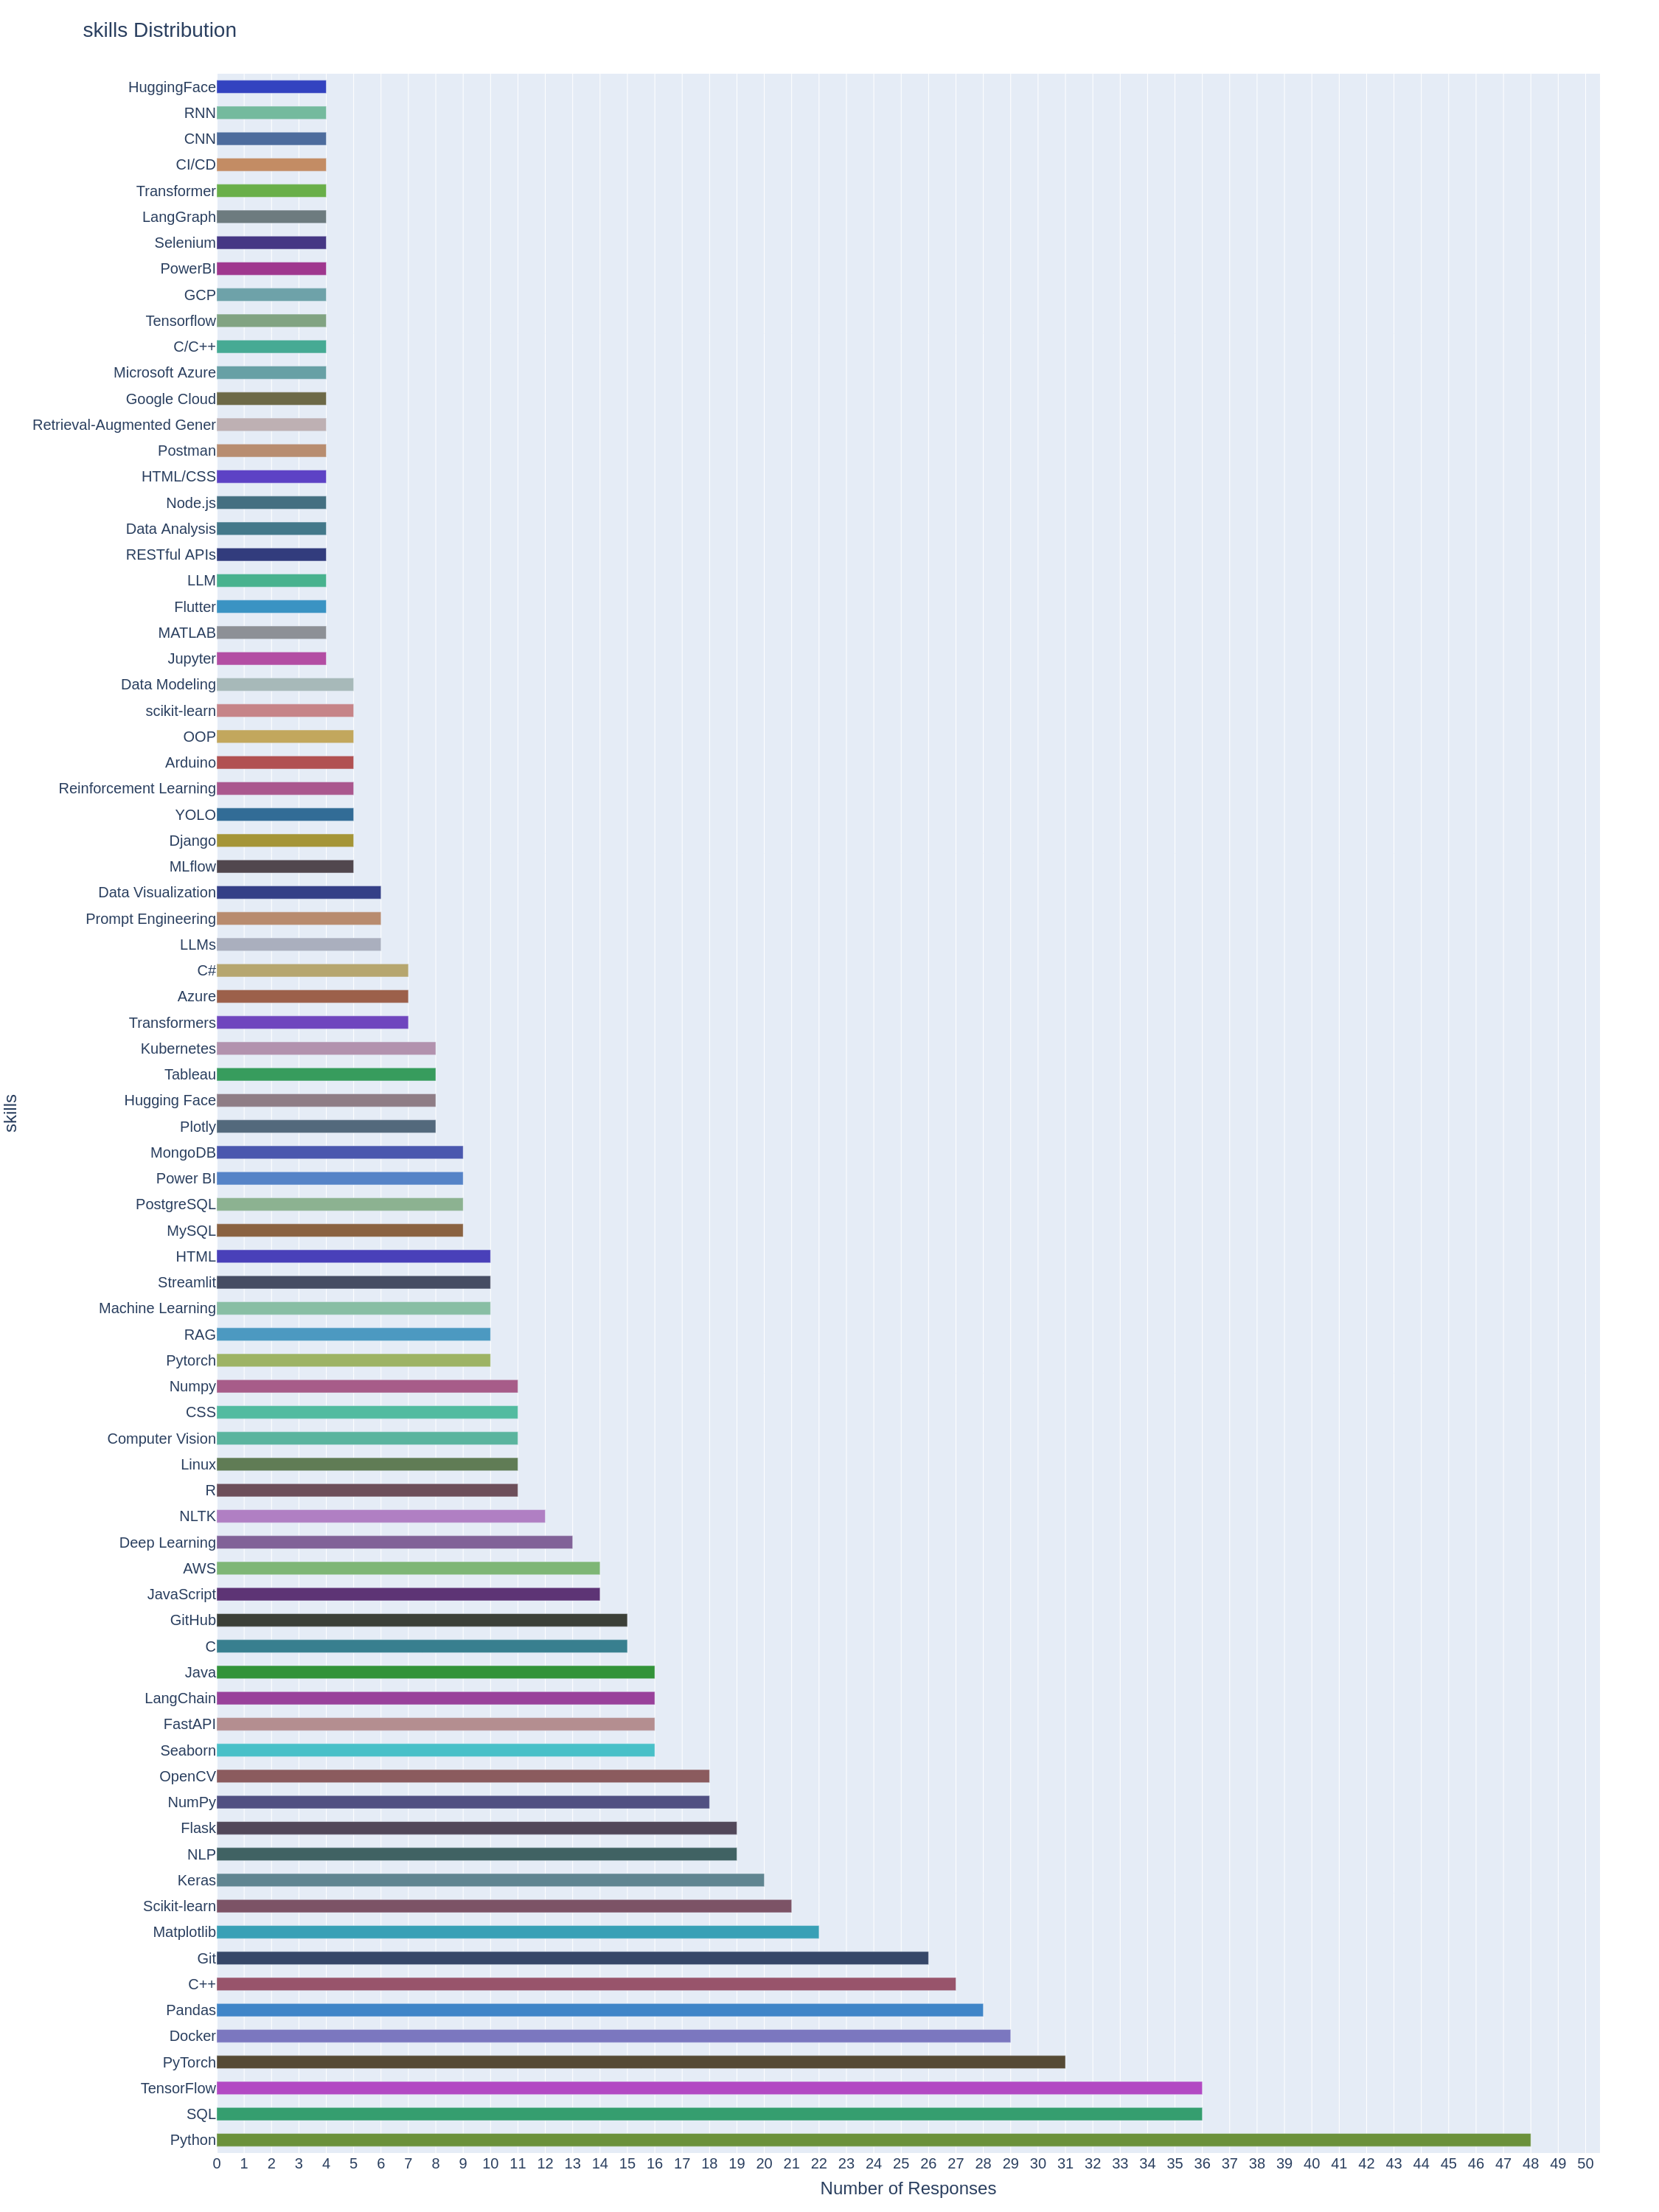 skills Distribution
HuggingFace
RNN
CNN
CI/CD
Transformer
LangGraph
Selenium
PowerBI
GCP
Tensorflow
C/C++
Microsoft Azure
Google Cloud
Retrieval-Augmented Gener
Postman
HTML/CSS
Node.js
Data Analysis
RESTful APIs
LLM
Flutter
MATLAB
Jupyter
Data Modeling
scikit-learn
OOP
Arduino
Reinforcement Learning
YOLO
Django
MLflow
Data Visualization
Prompt Engineering
LLMs
C#
Azure
Transformers
Kubernetes
Tableau
Hugging Face
Plotly
MongoDB
Power BI
PostgreSQL
MySQL
HTML
Streamlit
Machine Learning
RAG
Pytorch
Numpy
CSS
Computer Vision
Linux
R
NLTK
Deep Learning
AWS
JavaScript
GitHub
C
Java
LangChain
FastAPI
Seaborn
OpenCV
NumPy
Flask
NLP
Keras
Scikit-learn
Matplotlib
Git
C++
Pandas
Docker
PyTorch
TensorFlow
SQL
Python
skills
0 1 2 3 4 5 6 7 8 9 10 11 12 13 14 15 16 17 18 19 20 21 22 23 24 25 26 27 28 29 30 31 32 33 34 35 36 37 38 39 40 41 42 43 44 45 46 47 48 49 50
Number of Responses